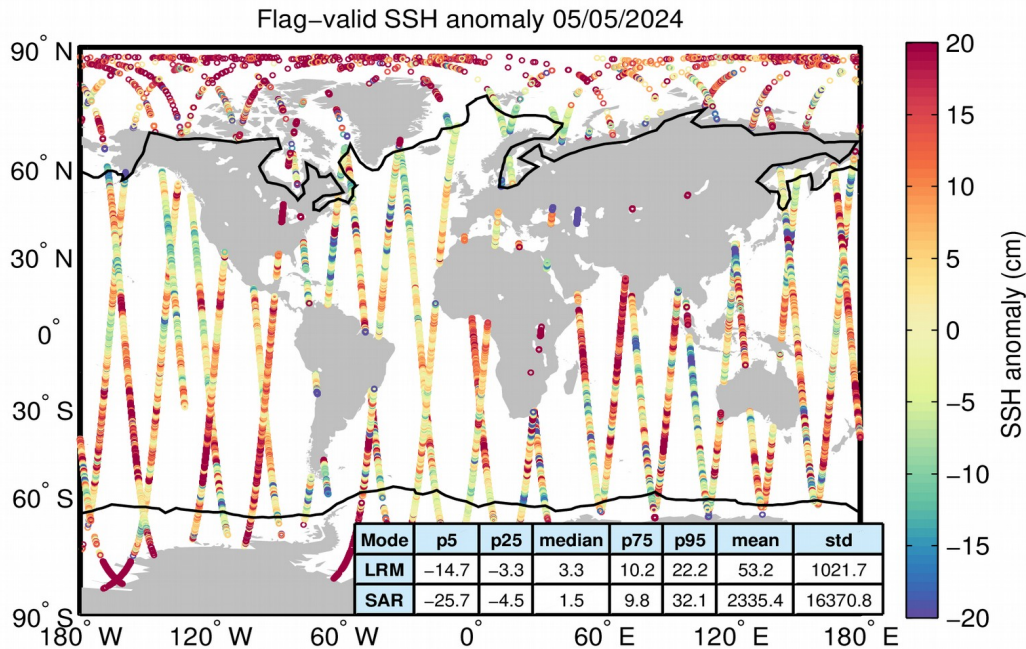 Flag−valid SSH anomaly 05/05/2024
90° N
60° N
30° N
0°
30° S
60° S
90° S
180° W
120° W
60° W
0°
60° E
120° E
180° E
Mode p5 p25 median p75 p95 mean std
LRM −14.7 −3.3 3.3 10.2 22.2 53.2 1021.7
SAR −25.7 −4.5 1.5 9.8 32.1 2335.4 16370.8
20
15
10
5
0
−5
−10
−15
−20
SSH anomaly (cm)